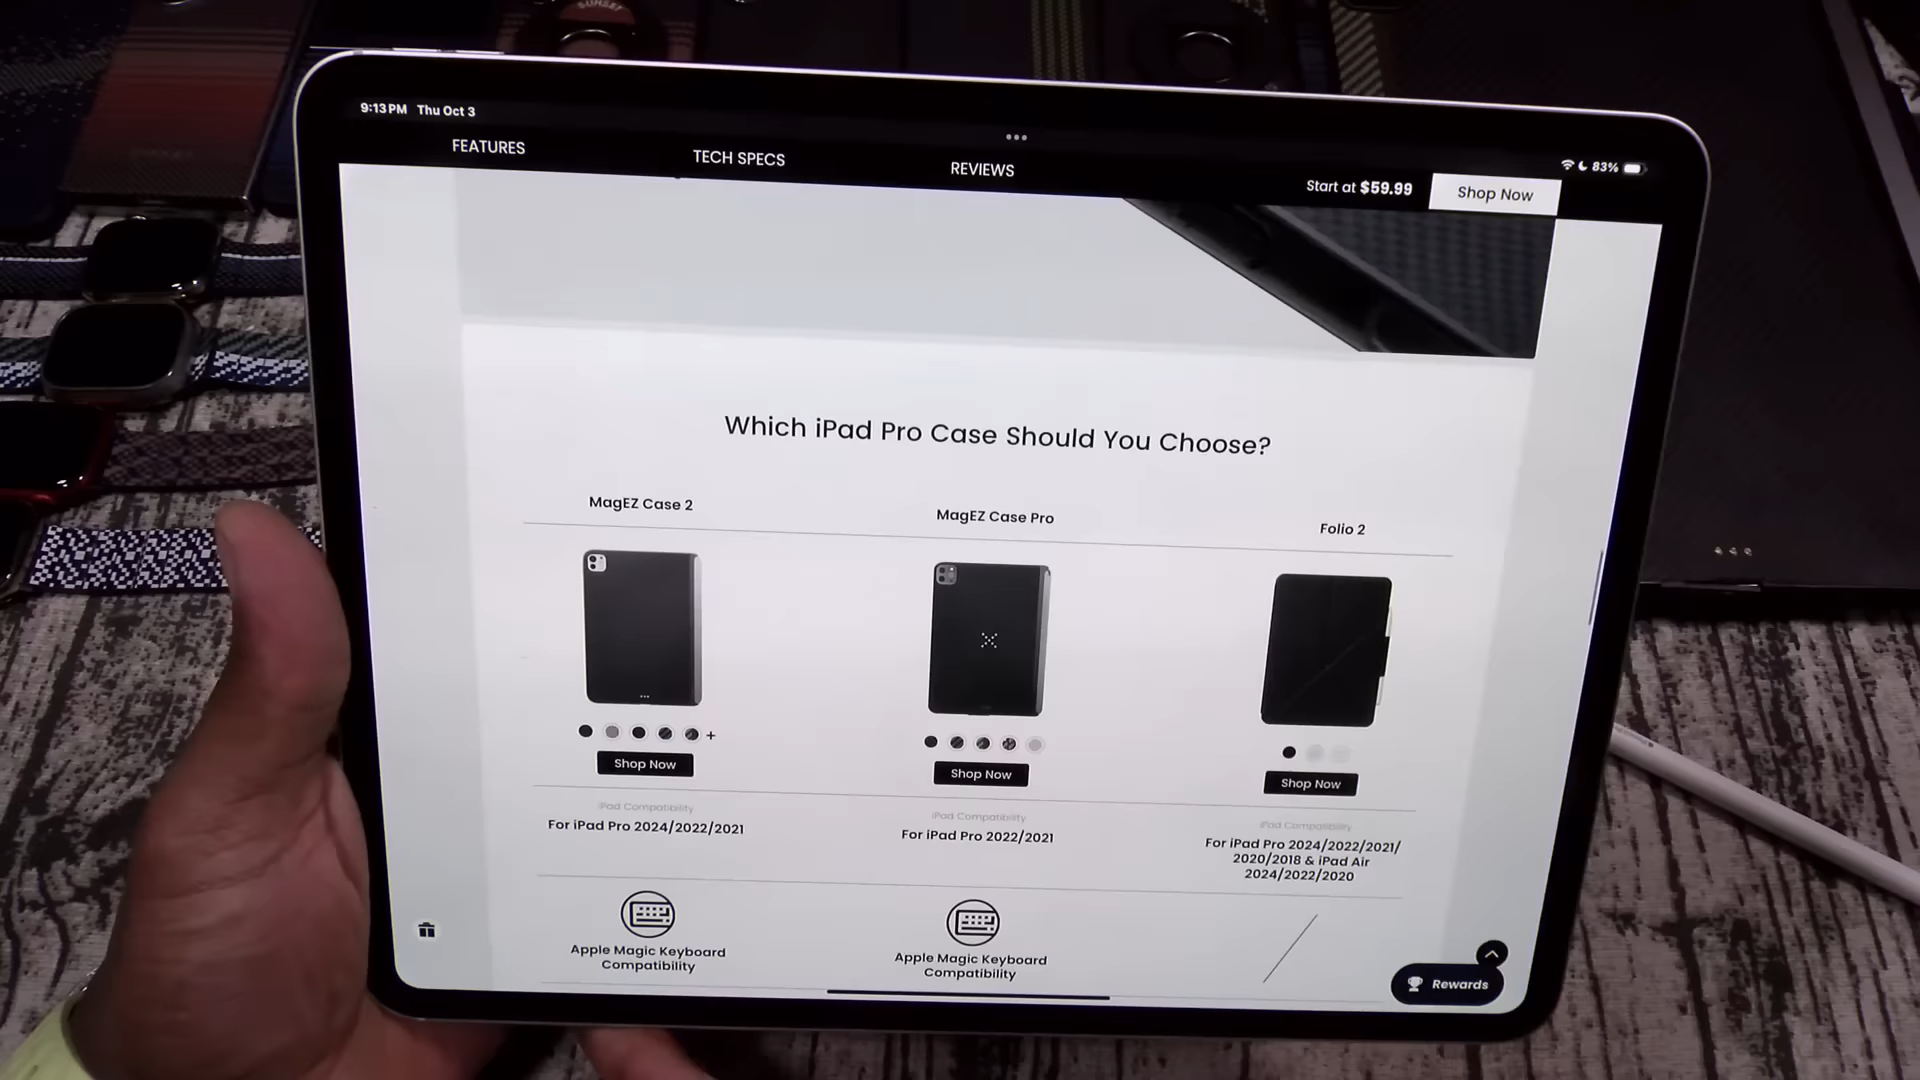 SUNSET
9:13 PM Thu Oct 3
83%
FEATURES
TECH SPECS
REVIEWS
Start at $59.99
Shop Now
Which iPad Pro Case Should You Choose?
MagEZ Case 2
MagEZ Case Pro
Folio 2
+
Shop Now
Shop Now
Shop Now
iPad Compatibility
For iPad Pro 2024/2022/2021
iPad Compatibility
For iPad Pro 2022/2021
iPad Compatibility
For iPad Pro 2024/2022/2021/
2020/2018 & iPad Air
2024/2022/2020
Apple Magic Keyboard
Compatibility
Apple Magic Keyboard
Compatibility
Rewards